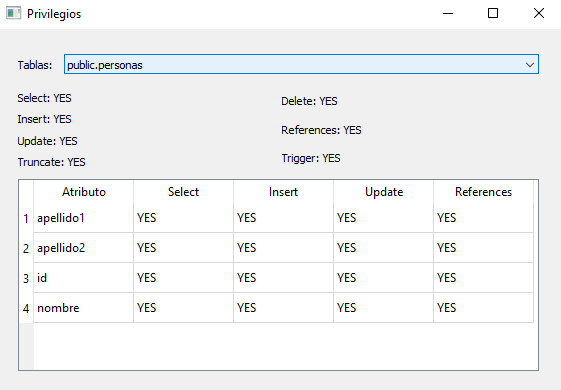 Privilegios
Tablas: public.personas
Select: YES
Insert: YES
Update: YES
Truncate: YES
Delete: YES
References: YES
Trigger: YES
Atributo Select Insert Update References
1 apellido1 YES YES YES YES
2 apellido2 YES YES YES YES
3 id YES YES YES YES
4 nombre YES YES YES YES